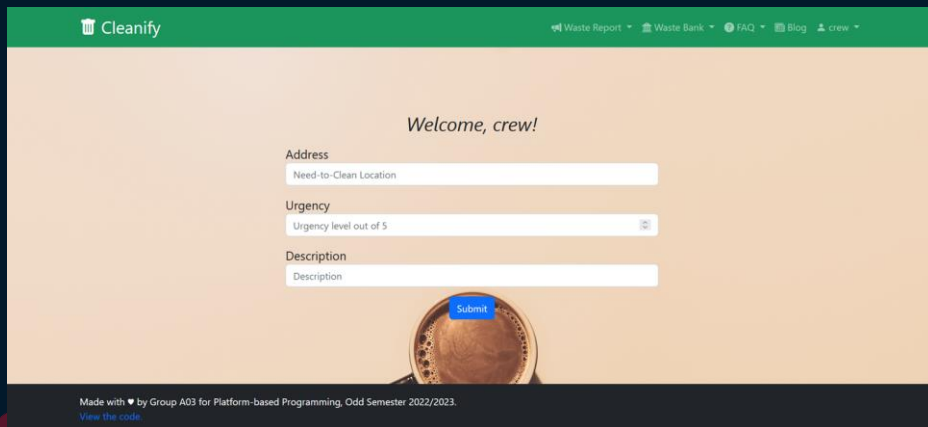 Cleanify
Waste Report
Waste Bank
FAQ
Blog
crew
Welcome, crew!
Address
Need-to-Clean Location
Urgency
Urgency level out of 5
Description
Description
Submit
Made with ♥ by Group A03 for Platform-based Programming, Odd Semester 2022/2023.
View the code.